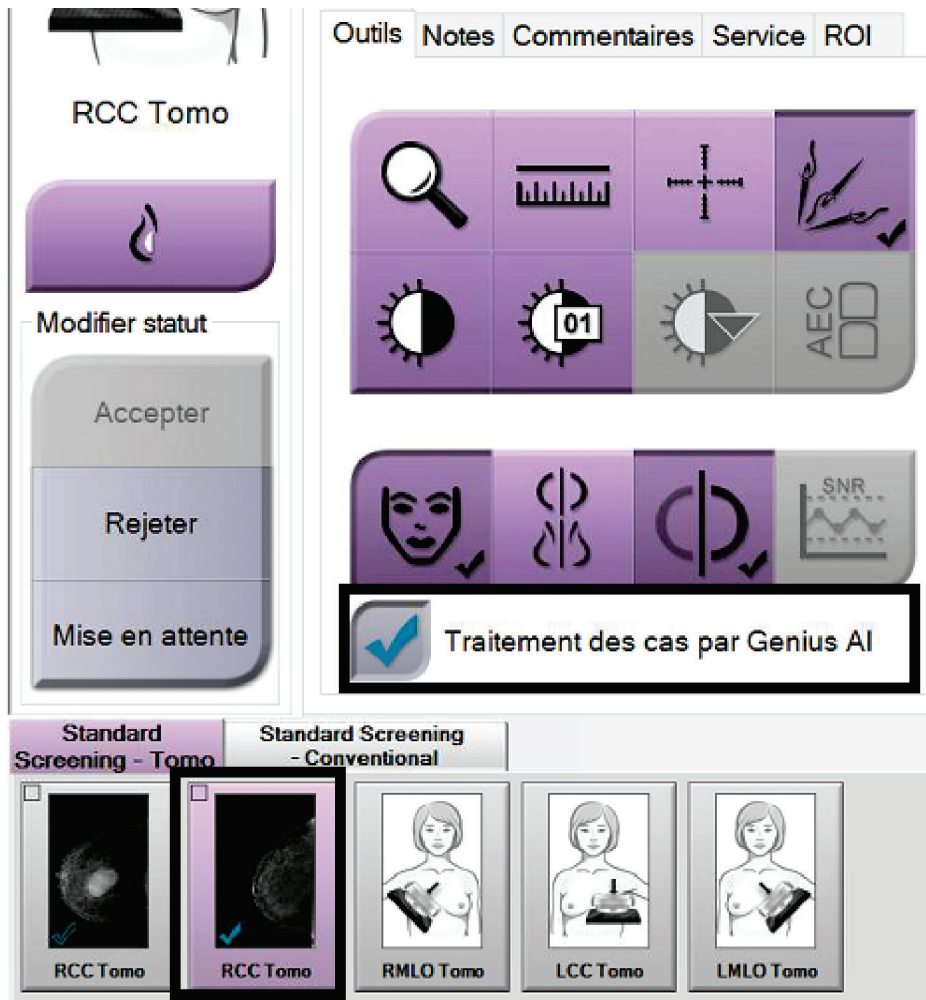 RCC Tomo
Modifier statut
Accepter
Rejeter
Mise en attente
Outils Notes Commentaires Service ROI
01
AEC
SNR
Traitement des cas par Genius AI
Standard
Screening - Tomo
Standard Screening
- Conventional
RCC Tomo
RCC Tomo
RMLO Tomo
LCC Tomo
LMLO Tomo